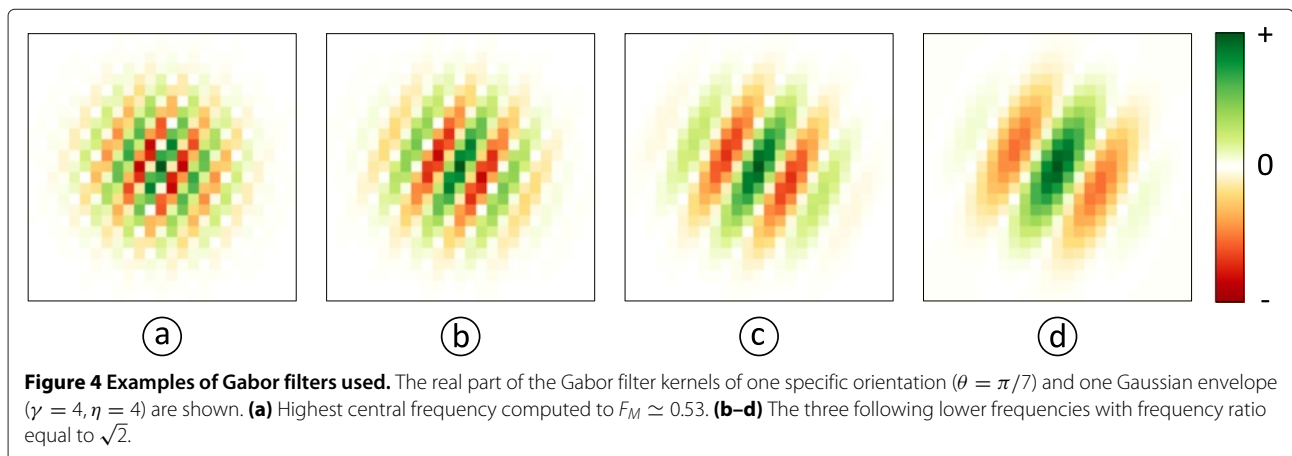 +
0
-
a b c d
Figure 4 Examples of Gabor filters used. The real part of the Gabor filter kernels of one specific orientation (θ = π/7) and one Gaussian envelope
(γ = 4, η = 4) are shown. (a) Highest central frequency computed to F_M ≃ 0.53. (b–d) The three following lower frequencies with frequency ratio
equal to √2.